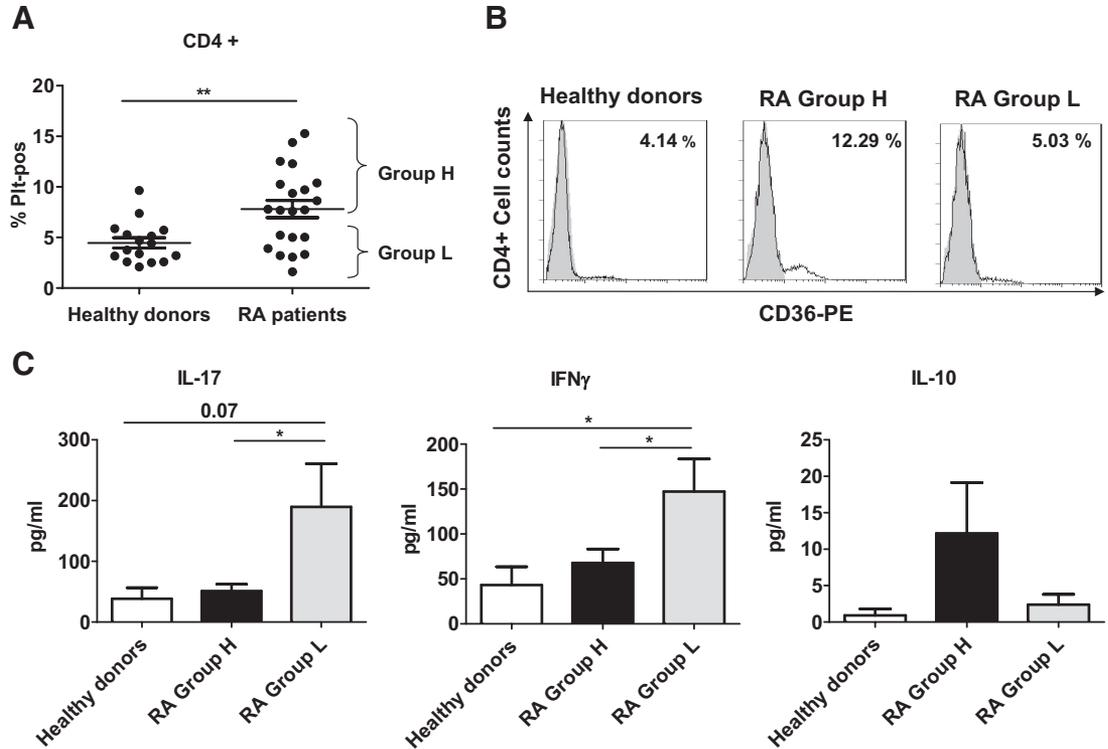 A
CD4 +
**
% Plt-pos
20
15
10
5
0
Group H
Group L
Healthy donors
RA patients
B
Healthy donors
RA Group H
RA Group L
4.14 %
12.29 %
5.03 %
CD4+ Cell counts
CD36-PE
C
IL-17
0.07
*
pg/ml
300
200
100
0
Healthy donors
RA Group H
RA Group L
IFNγ
*
*
pg/ml
200
150
100
50
0
Healthy donors
RA Group H
RA Group L
IL-10
pg/ml
25
20
15
10
5
0
Healthy donors
RA Group H
RA Group L